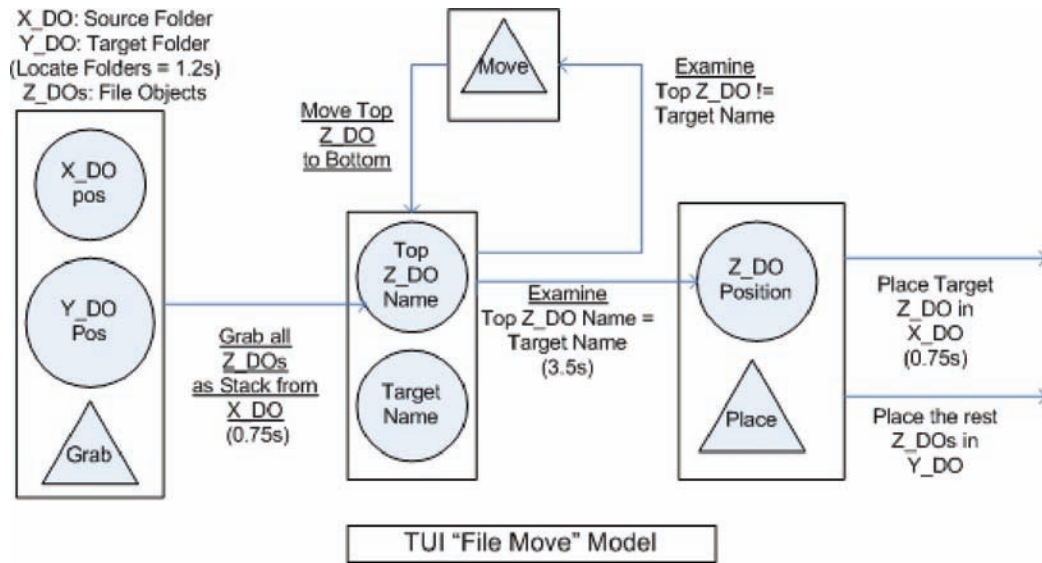 X_DO: Source Folder
Y_DO: Target Folder
(Locate Folders = 1.2s)
Z_DOs: File Objects
X_DO
pos
Y_DO
Pos
Grab
Grab all
Z_DOs
as Stack from
X_DO
(0.75s)
Move
Move Top
Z_DO
to Bottom
Examine
Top Z_DO !=
Target Name
Top
Z_DO
Name
Target
Name
Examine
Top Z_DO Name =
Target Name
(3.5s)
Z_DO
Position
Place
Place Target
Z_DO in
X_DO
(0.75s)
Place the rest
Z_DOs in
Y_DO
TUI "File Move" Model